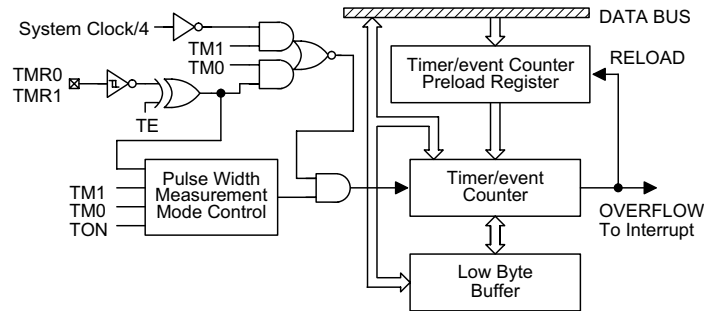 System Clock/4
TM1
TM0
TMR0
TMR1
TE
DATA BUS
Timer/event Counter
Preload Register
RELOAD
TM1
TM0
TON
Pulse Width
Measurement
Mode Control
Timer/event
Counter
OVERFLOW
To Interrupt
Low Byte
Buffer